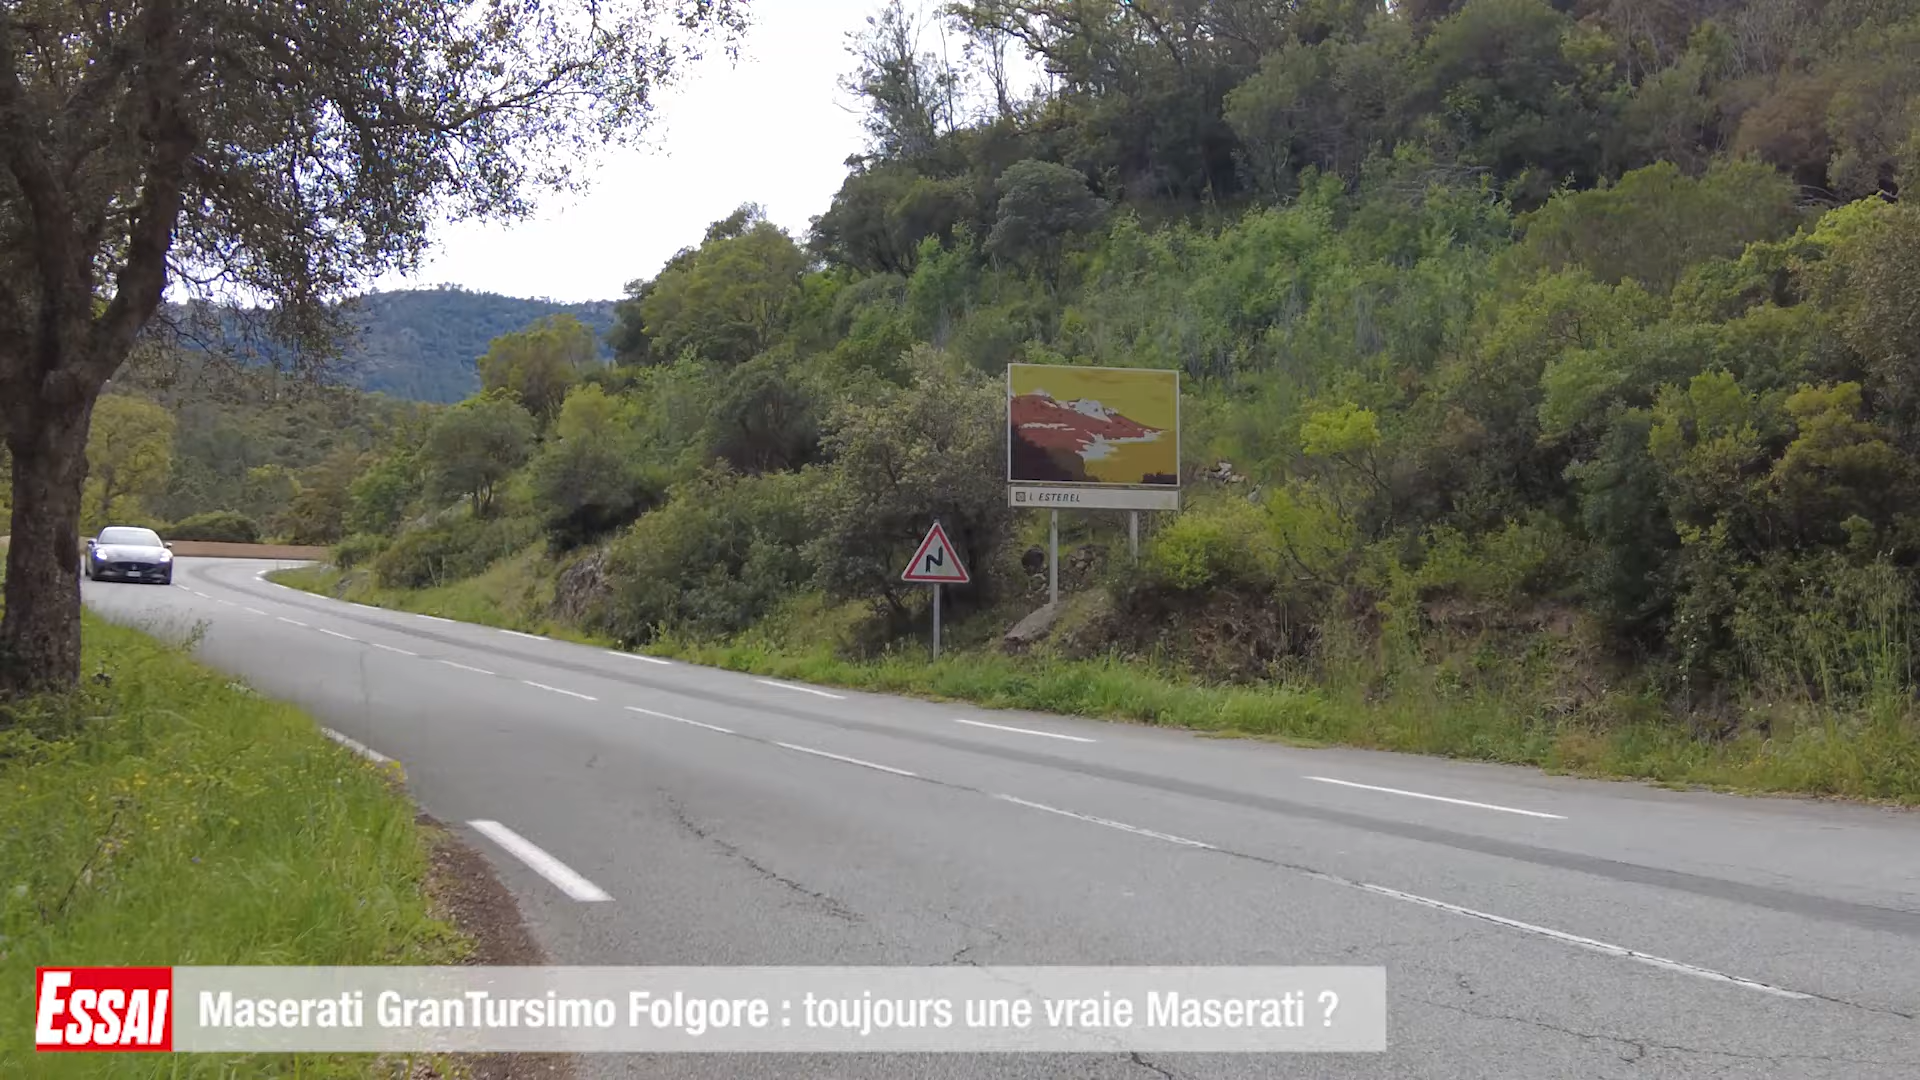 L ESTEREL
ESSAI
Maserati GranTursimo Folgore : toujours une vraie Maserati ?